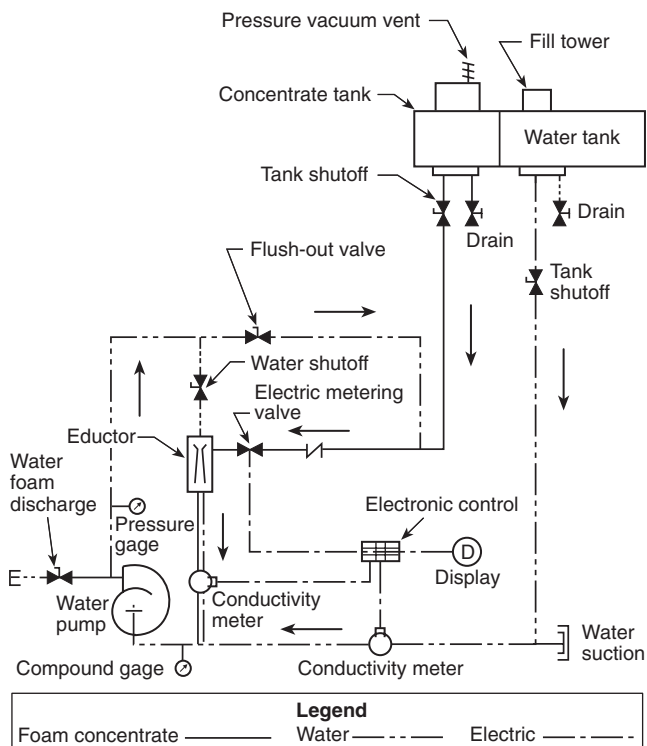 Pressure vacuum vent
Fill tower
Concentrate tank
Water tank
Tank shutoff
Drain
Drain
Flush-out valve
Tank
shutoff
Water shutoff
Electric metering
valve
Eductor
Water
foam
discharge
Pressure
gage
Electronic control
D
Display
E
Water
pump
Conductivity
meter
Water
suction
Compound gage
Conductivity meter
Legend
Foam concentrate Water Electric